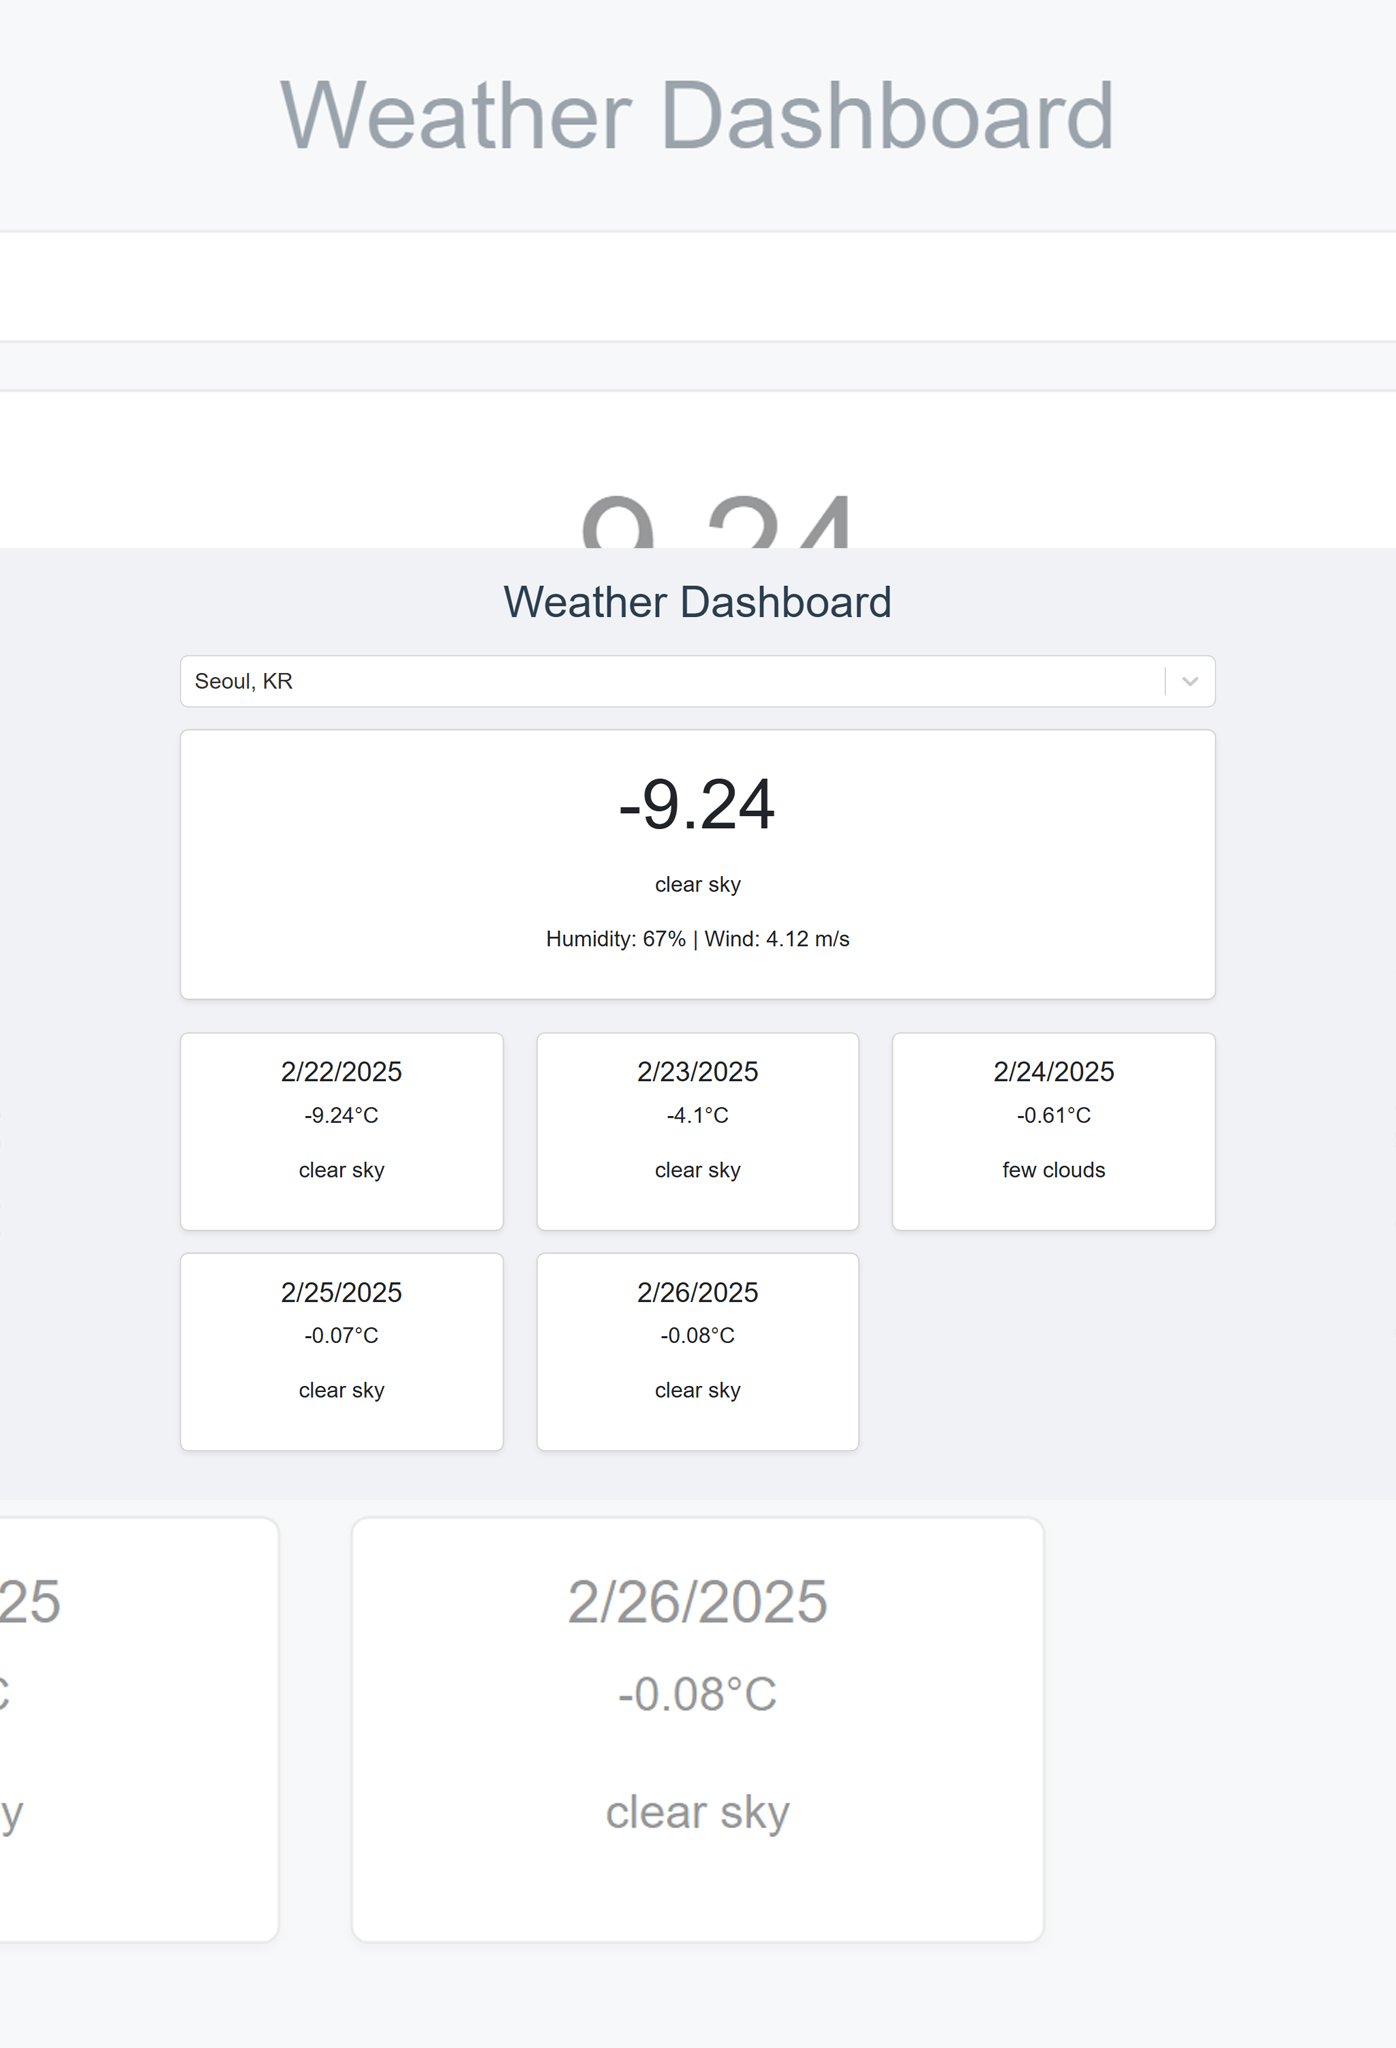 Weather Dashboard
9.24
Weather Dashboard
Seoul, KR
-9.24
clear sky
Humidity: 67% | Wind: 4.12 m/s
2/22/2025
-9.24°C
clear sky
2/23/2025
-4.1°C
clear sky
2/24/2025
-0.61°C
few clouds
2/25/2025
-0.07°C
clear sky
2/26/2025
-0.08°C
clear sky
25
C
y
2/26/2025
-0.08°C
clear sky